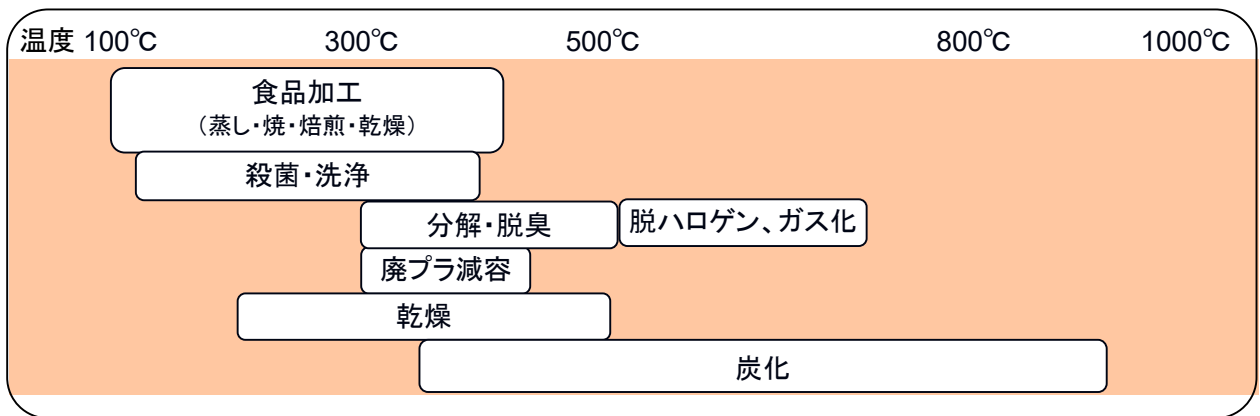 温度 100℃ 300℃ 500℃ 800℃ 1000℃
食品加工
（蒸し・焼・焙煎・乾燥）
殺菌・洗浄
分解・脱臭 脱ハロゲン、ガス化
廃プラ減容
乾燥
炭化